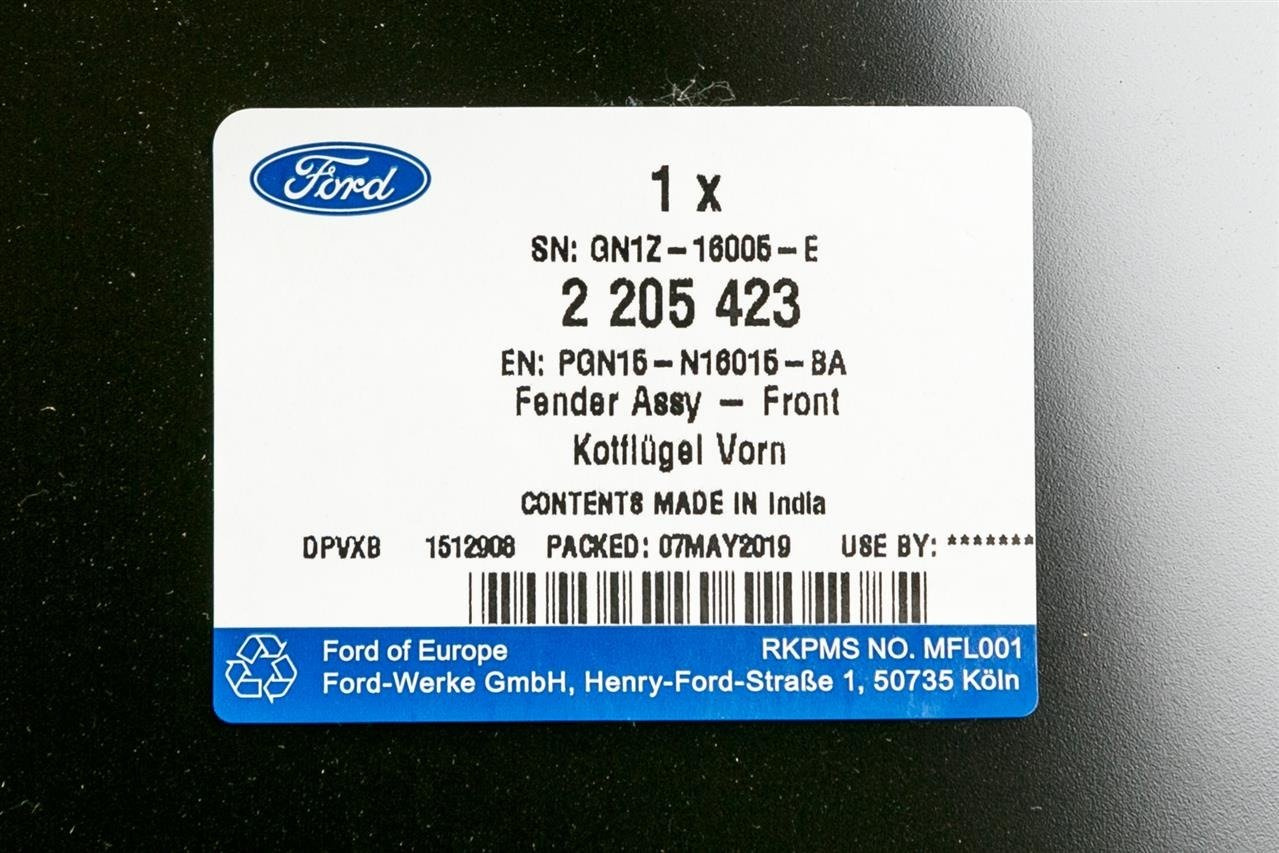 Ford
1 x
SN: GN1Z-16005-E
2 205 423
EN: PGN15-N16015-BA
Fender Assy - Front
Kotflügel Vorn
CONTENTS MADE IN India
DPVXB 1512908 PACKED: 07MAY2019 USE BY: *******
Ford of Europe RKPMS NO. MFL001
Ford-Werke GmbH, Henry-Ford-Straße 1, 50735 Köln